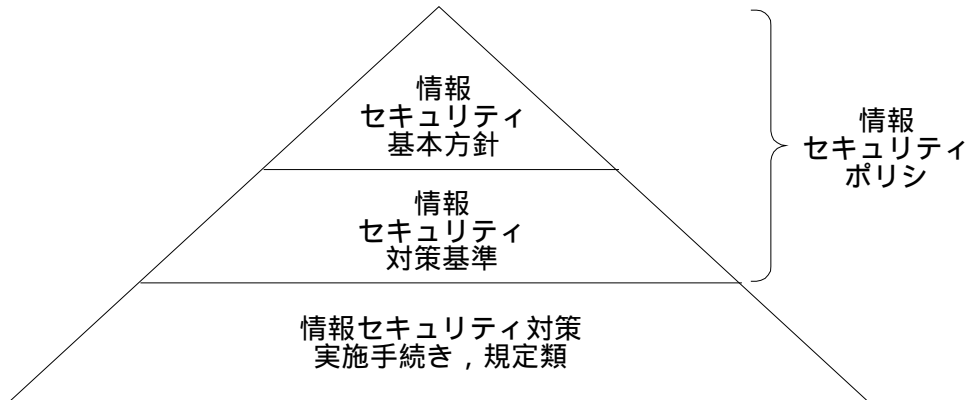 情報
セキュリティ
基本方針
情報
セキュリティ
対策基準
情報セキュリティ対策
実施手続き，規定類
情報
セキュリティ
ポリシ